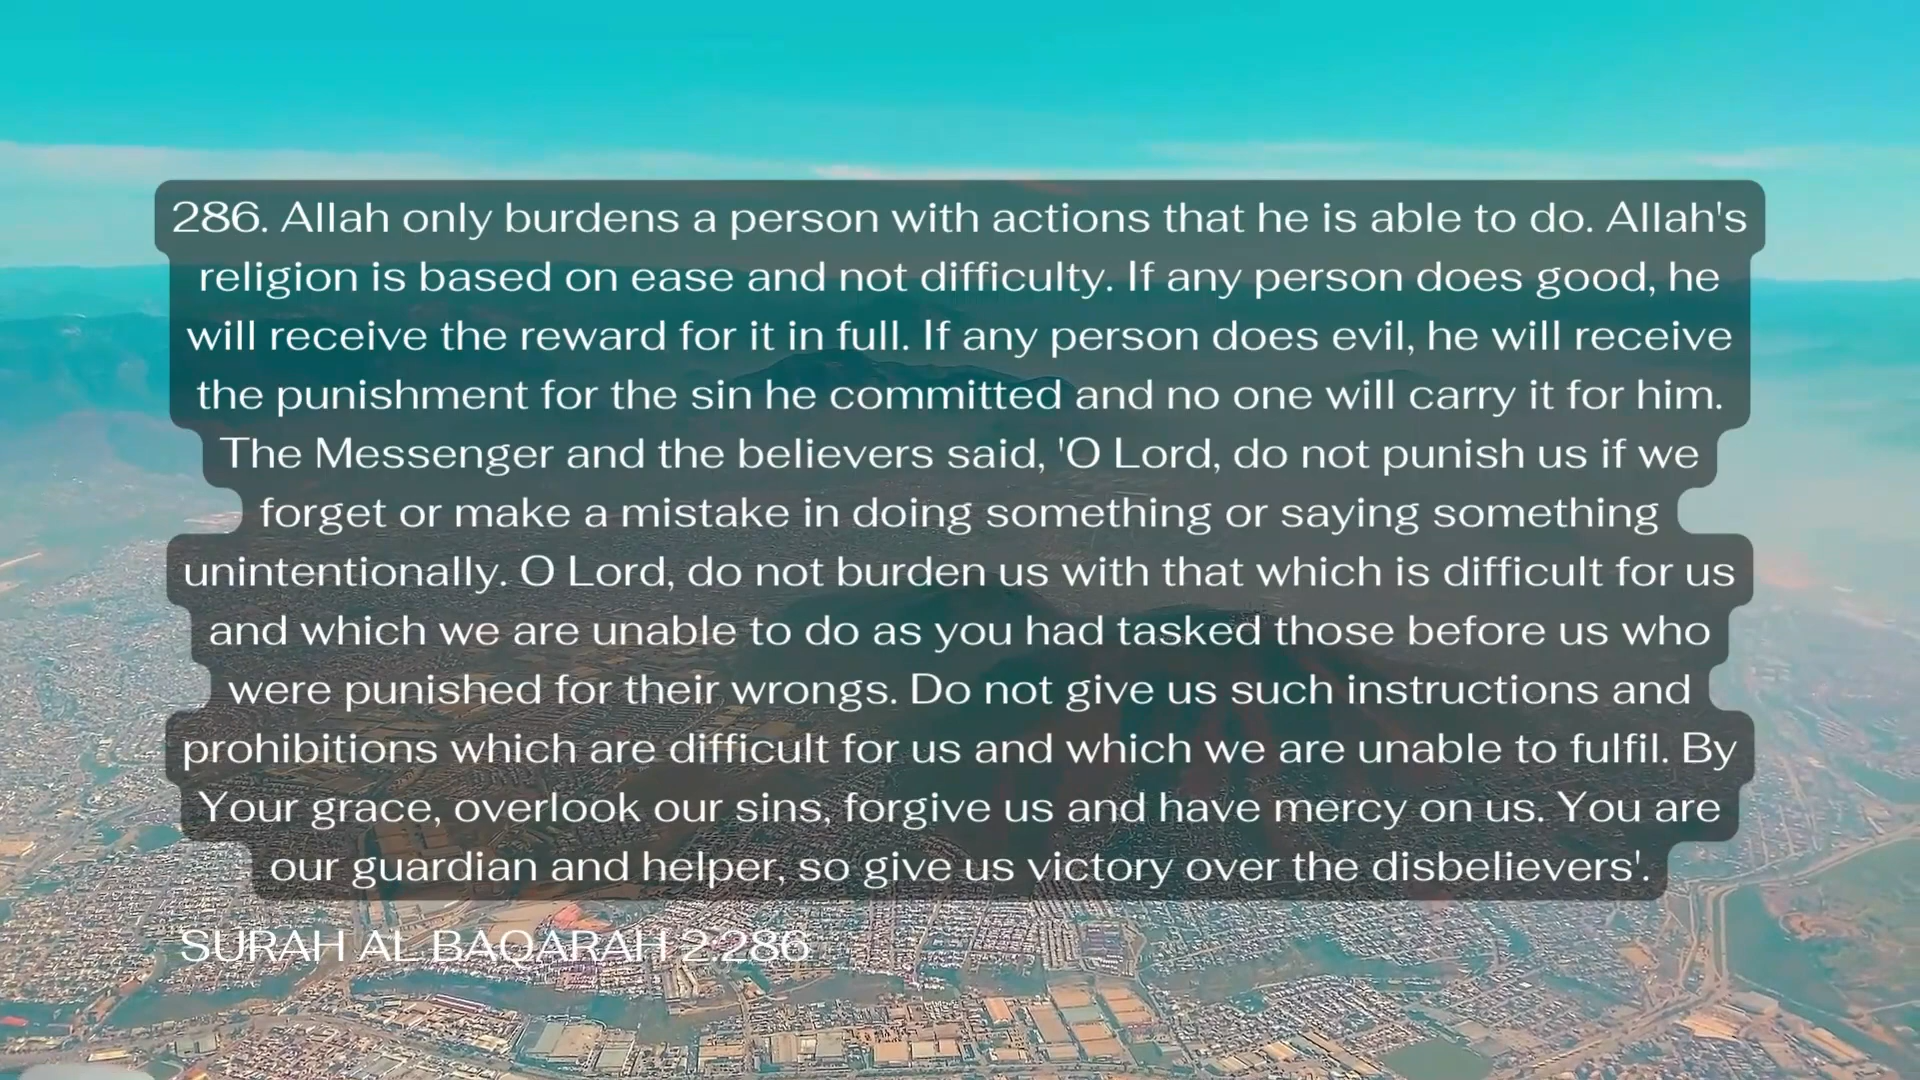 286. Allah only burdens a person with actions that he is able to do. Allah's
religion is based on ease and not difficulty. If any person does good, he
will receive the reward for it in full. If any person does evil, he will receive
the punishment for the sin he committed and no one will carry it for him.
The Messenger and the believers said, 'O Lord, do not punish us if we
forget or make a mistake in doing something or saying something
unintentionally. O Lord, do not burden us with that which is difficult for us
and which we are unable to do as you had tasked those before us who
were punished for their wrongs. Do not give us such instructions and
prohibitions which are difficult for us and which we are unable to fulfil. By
Your grace, overlook our sins, forgive us and have mercy on us. You are
our guardian and helper, so give us victory over the disbelievers'.
SURAH AL BAQARAH 2:286